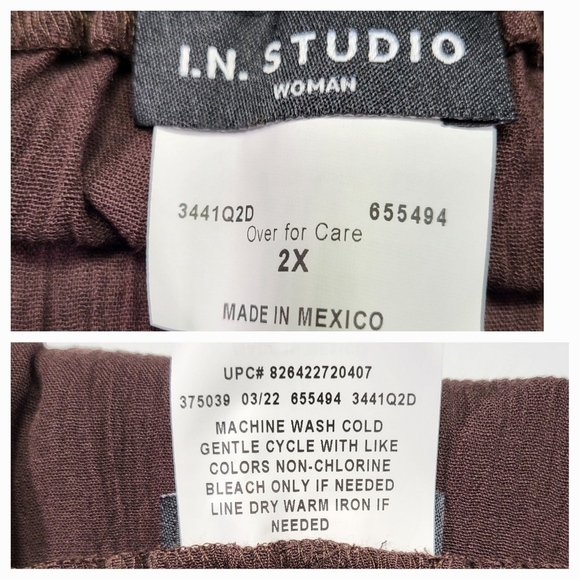 I.N. STUDIO
WOMAN
3441Q2D 655494
Over for Care
2X
MADE IN MEXICO
UPC# 826422720407
375039 03/22 655494 3441Q2D
MACHINE WASH COLD
GENTLE CYCLE WITH LIKE
COLORS NON-CHLORINE
BLEACH ONLY IF NEEDED
LINE DRY WARM IRON IF
NEEDED